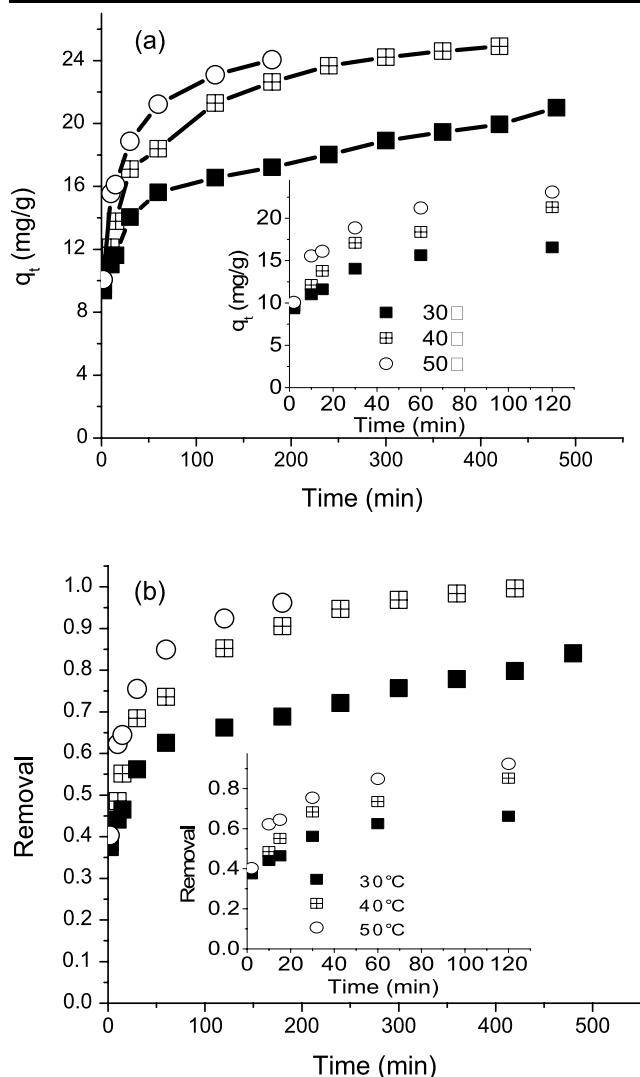 (a)
24
20
16
12
8
4
0
qt (mg/g)
0 100 200 300 400 500
Time (min)
20
15
10
5
0
qt (mg/g)
30□
40□
50□
0 20 40 60 80 100 120
Time (min)
(b)
1.0
0.9
0.8
0.7
0.6
0.5
0.4
0.3
0.2
0.1
0.0
Removal
0.8
0.6
0.4
0.2
0.0
Removal
30°C
40°C
50°C
0 20 40 60 80 100 120
Time (min)
0 100 200 300 400 500
Time (min)